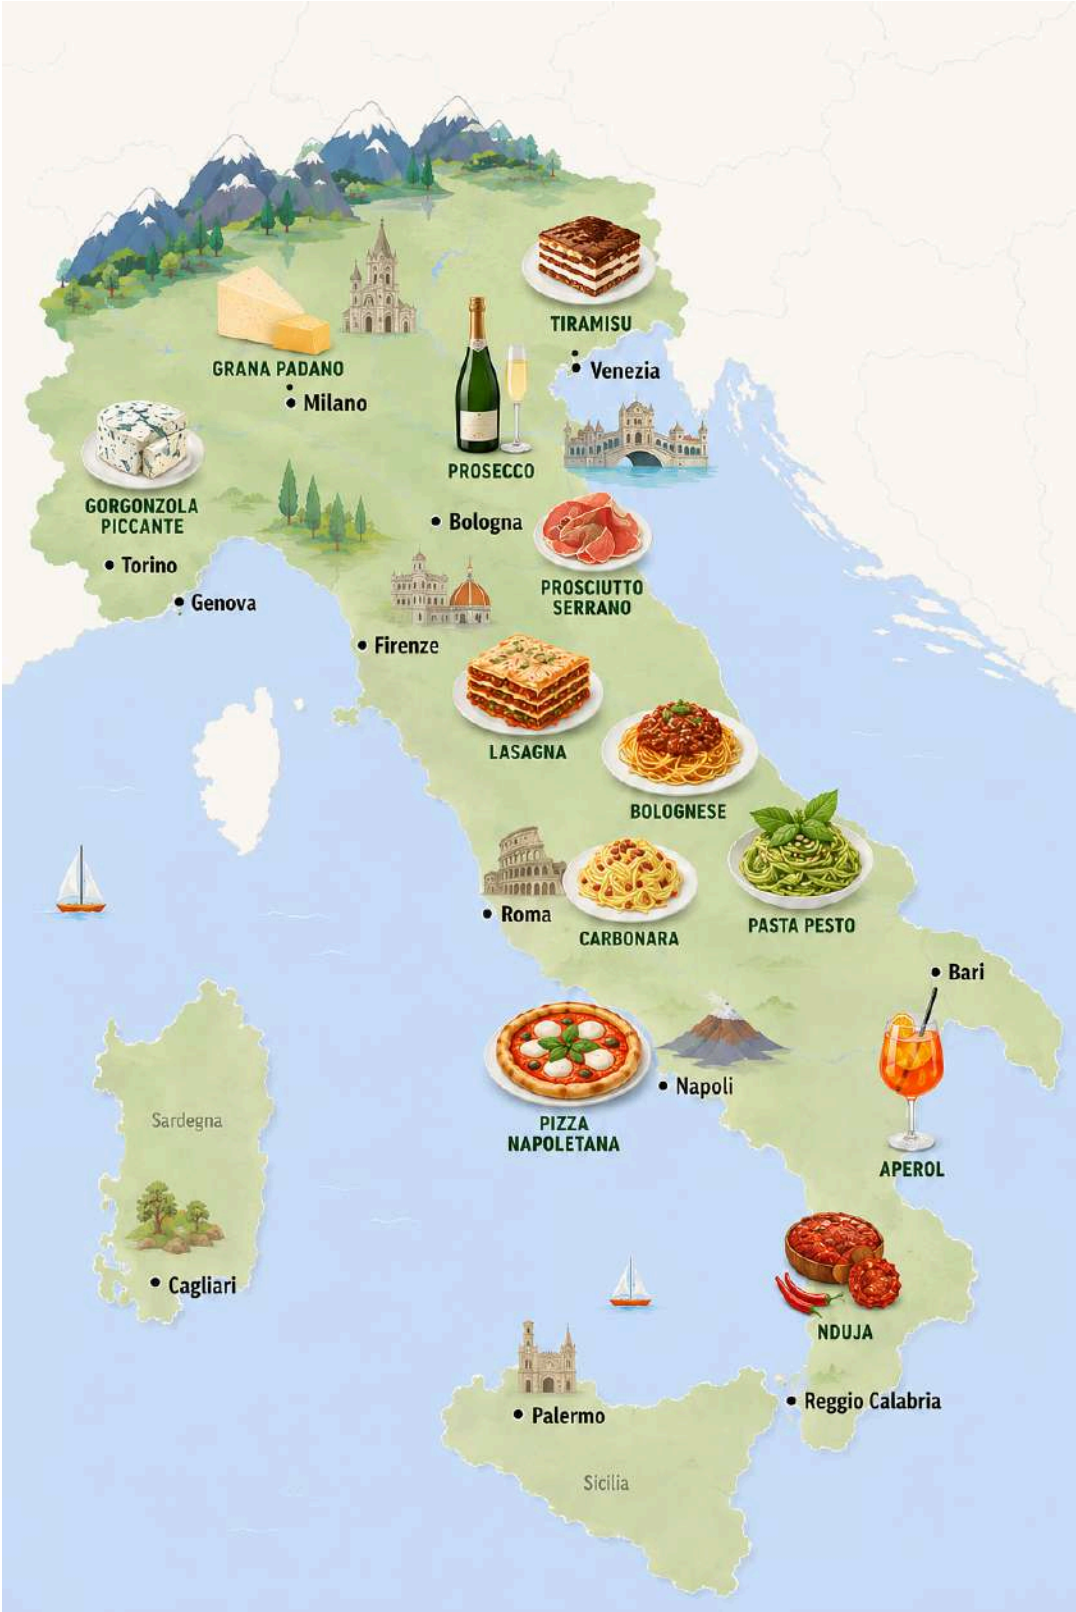 TIRAMISU
Venezia
GRANA PADANO
Milano
PROSECCO
GORGONZOLA
PICCANTE
Bologna
Torino
PROSCIUTTO
SERRANO
Genova
Firenze
LASAGNA
BOLOGNESE
Roma
CARBONARA
PASTA PESTO
Bari
PIZZA
NAPOLETANA
Napoli
Sardegna
APEROL
Cagliari
NDUJA
Reggio Calabria
Palermo
Sicilia